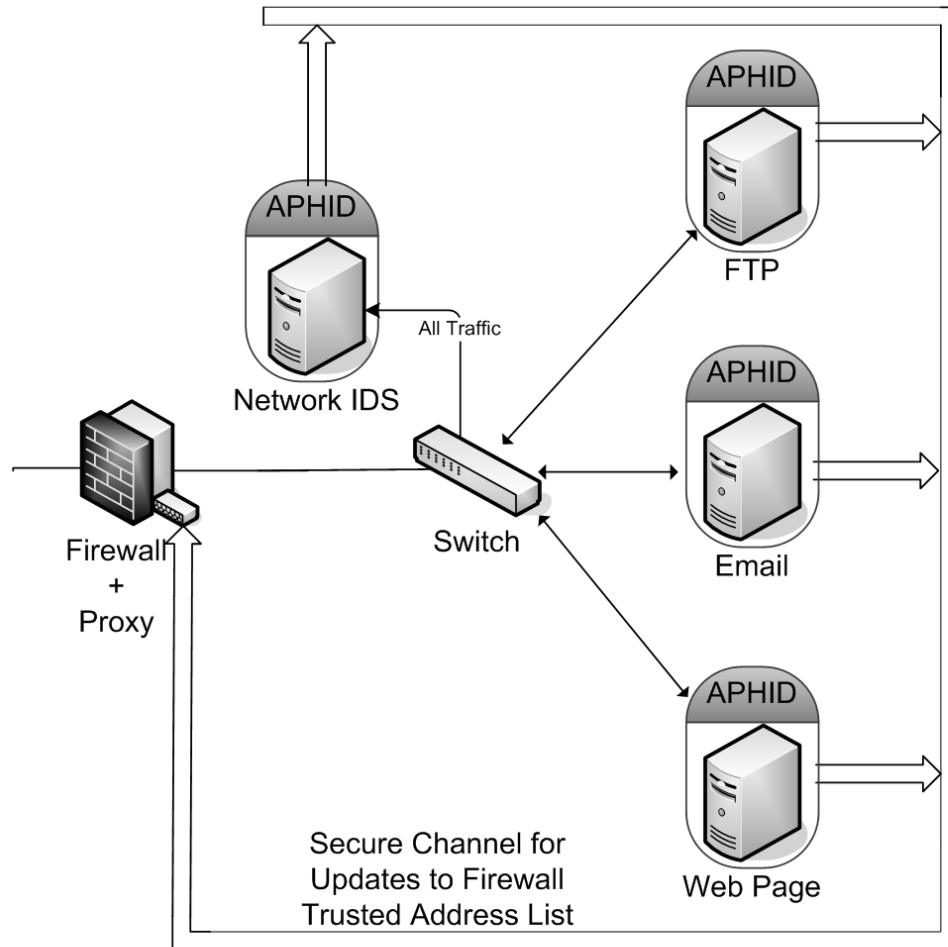 APHID
FTP
APHID
All Traffic
Network IDS
APHID
Email
Switch
Firewall
+
Proxy
APHID
Web Page
Secure Channel for
Updates to Firewall
Trusted Address List